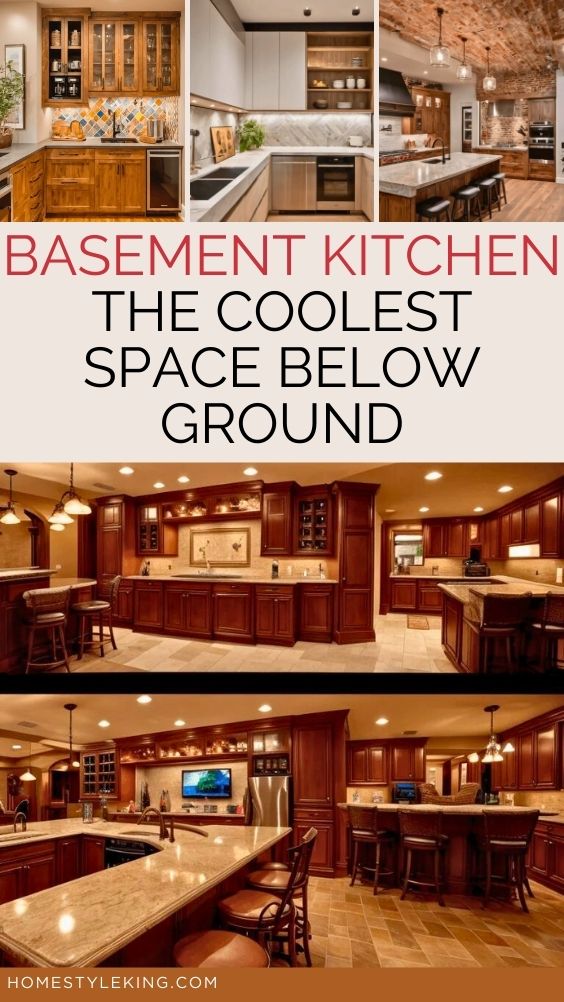 BASEMENT KITCHEN
THE COOLEST
SPACE BELOW
GROUND
HOMESTYLEKING.COM